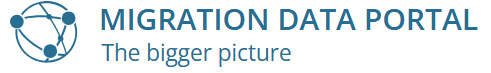 MIGRATION DATA PORTAL
The bigger picture